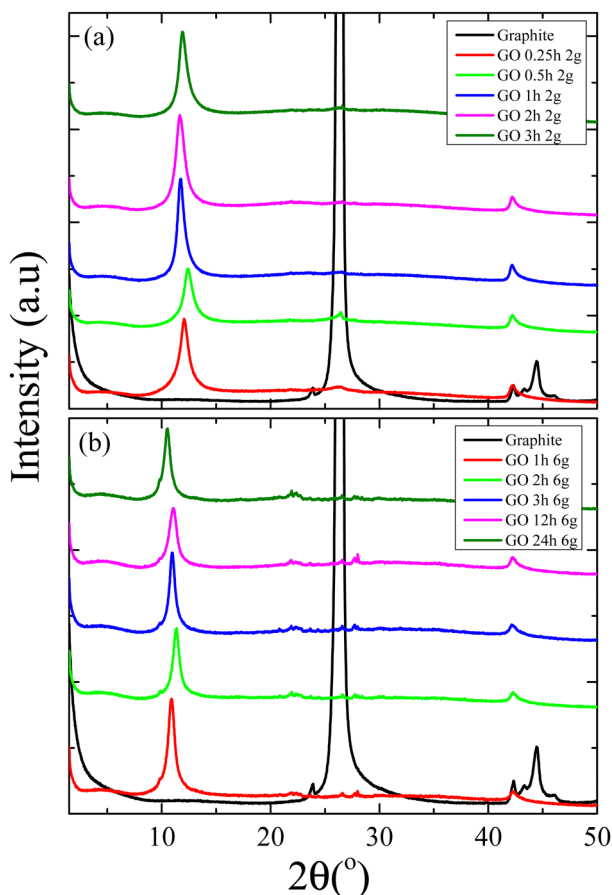 (a)
Graphite
GO 0.25h 2g
GO 0.5h 2g
GO 1h 2g
GO 2h 2g
GO 3h 2g
Intensity (a.u)
(b)
Graphite
GO 1h 6g
GO 2h 6g
GO 3h 6g
GO 12h 6g
GO 24h 6g
10 20 30 40 50
2θ(°)